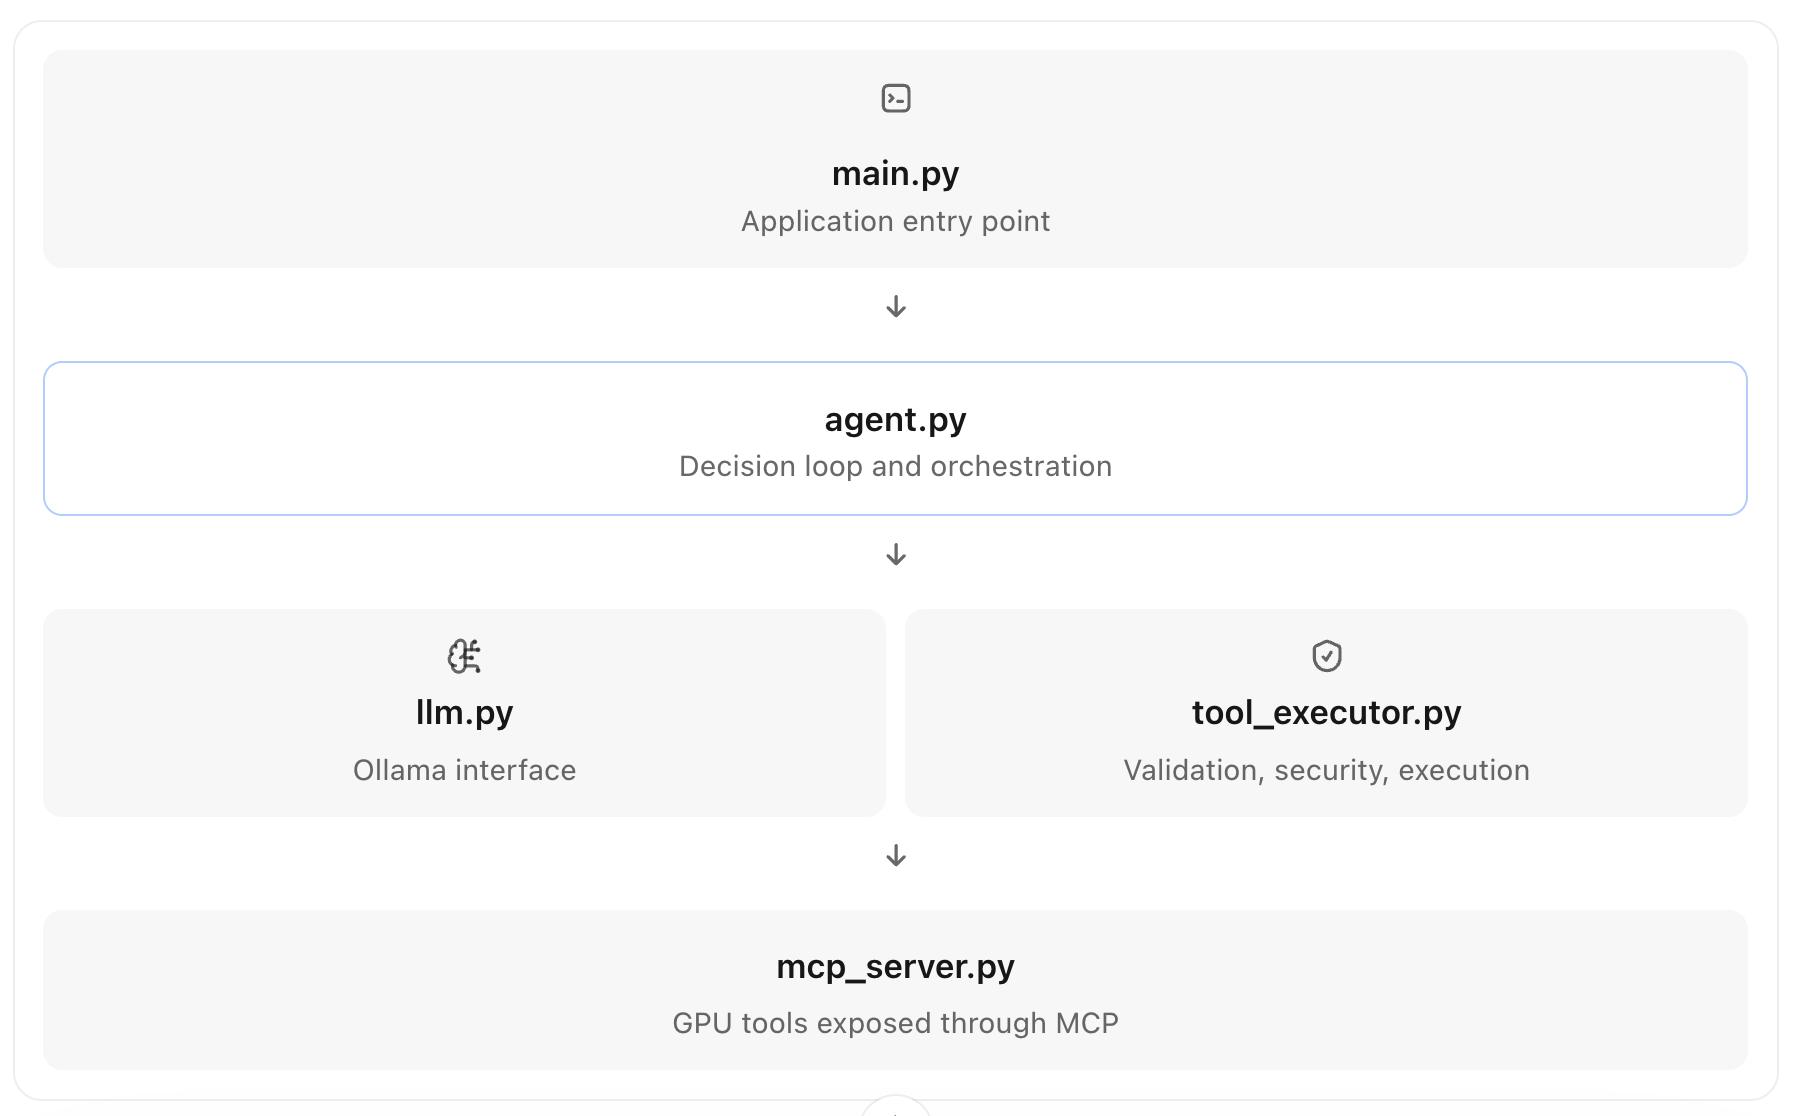 main.py
Application entry point
agent.py
Decision loop and orchestration
llm.py
Ollama interface
tool_executor.py
Validation, security, execution
mcp_server.py
GPU tools exposed through MCP